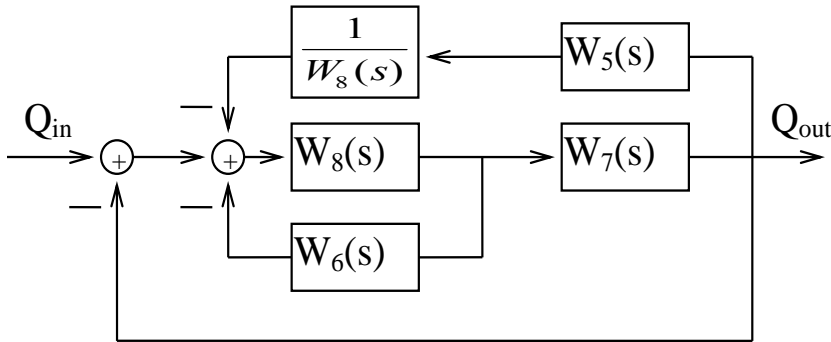 1
W₈(s)
W₅(s)
—
Qin
Qout
+
+
W₈(s)
W₇(s)
—
—
W₆(s)